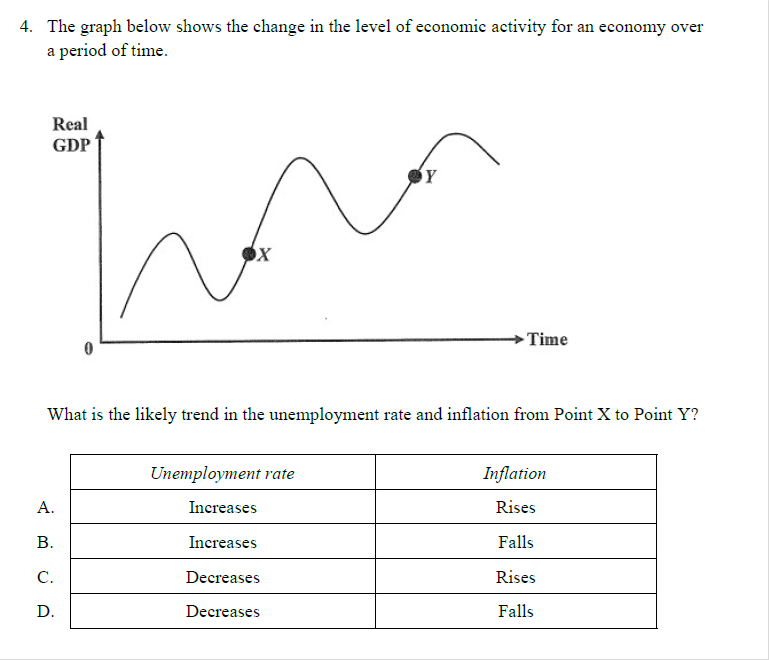 4. The graph below shows the change in the level of economic activity for an economy over
a period of time.
Real
GDP
Y
X
0
Time
What is the likely trend in the unemployment rate and inflation from Point X to Point Y?
Unemployment rate Inflation
A. Increases Rises
B. Increases Falls
C. Decreases Rises
D. Decreases Falls